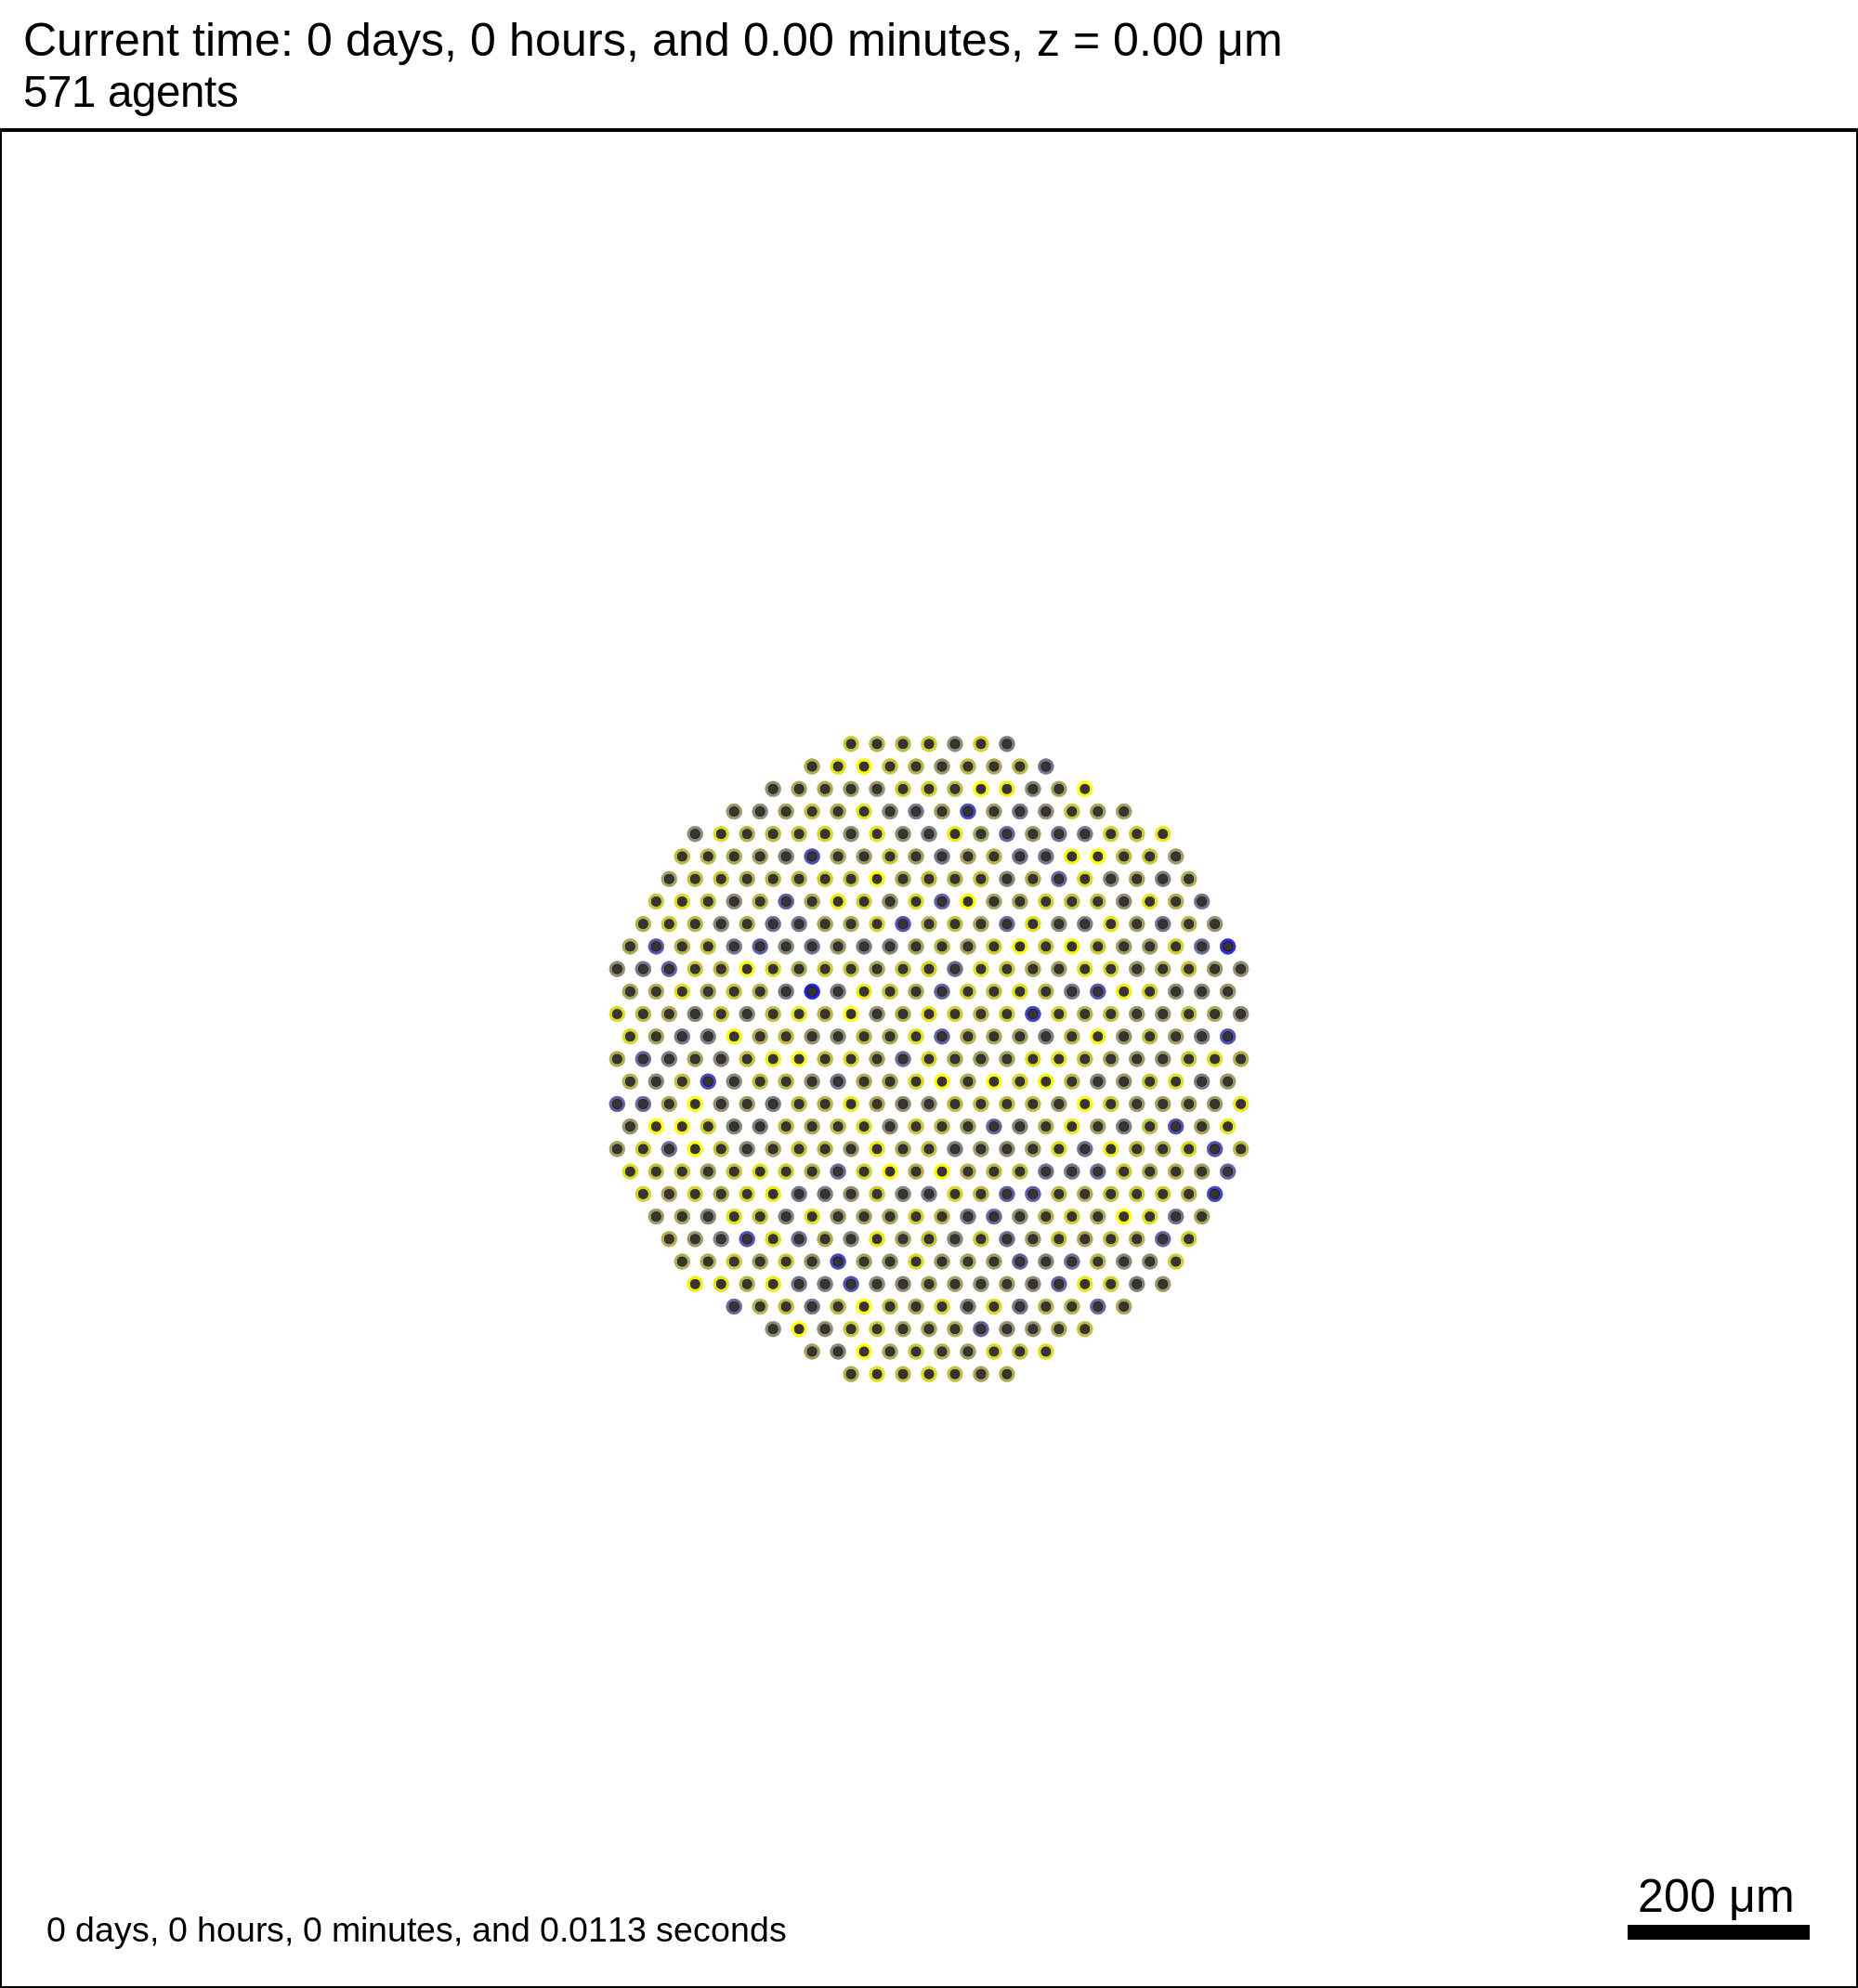 Current time: 0 days, 0 hours, and 0.00 minutes, z = 0.00 μm
571 agents
200 μm
0 days, 0 hours, 0 minutes, and 0.0113 seconds